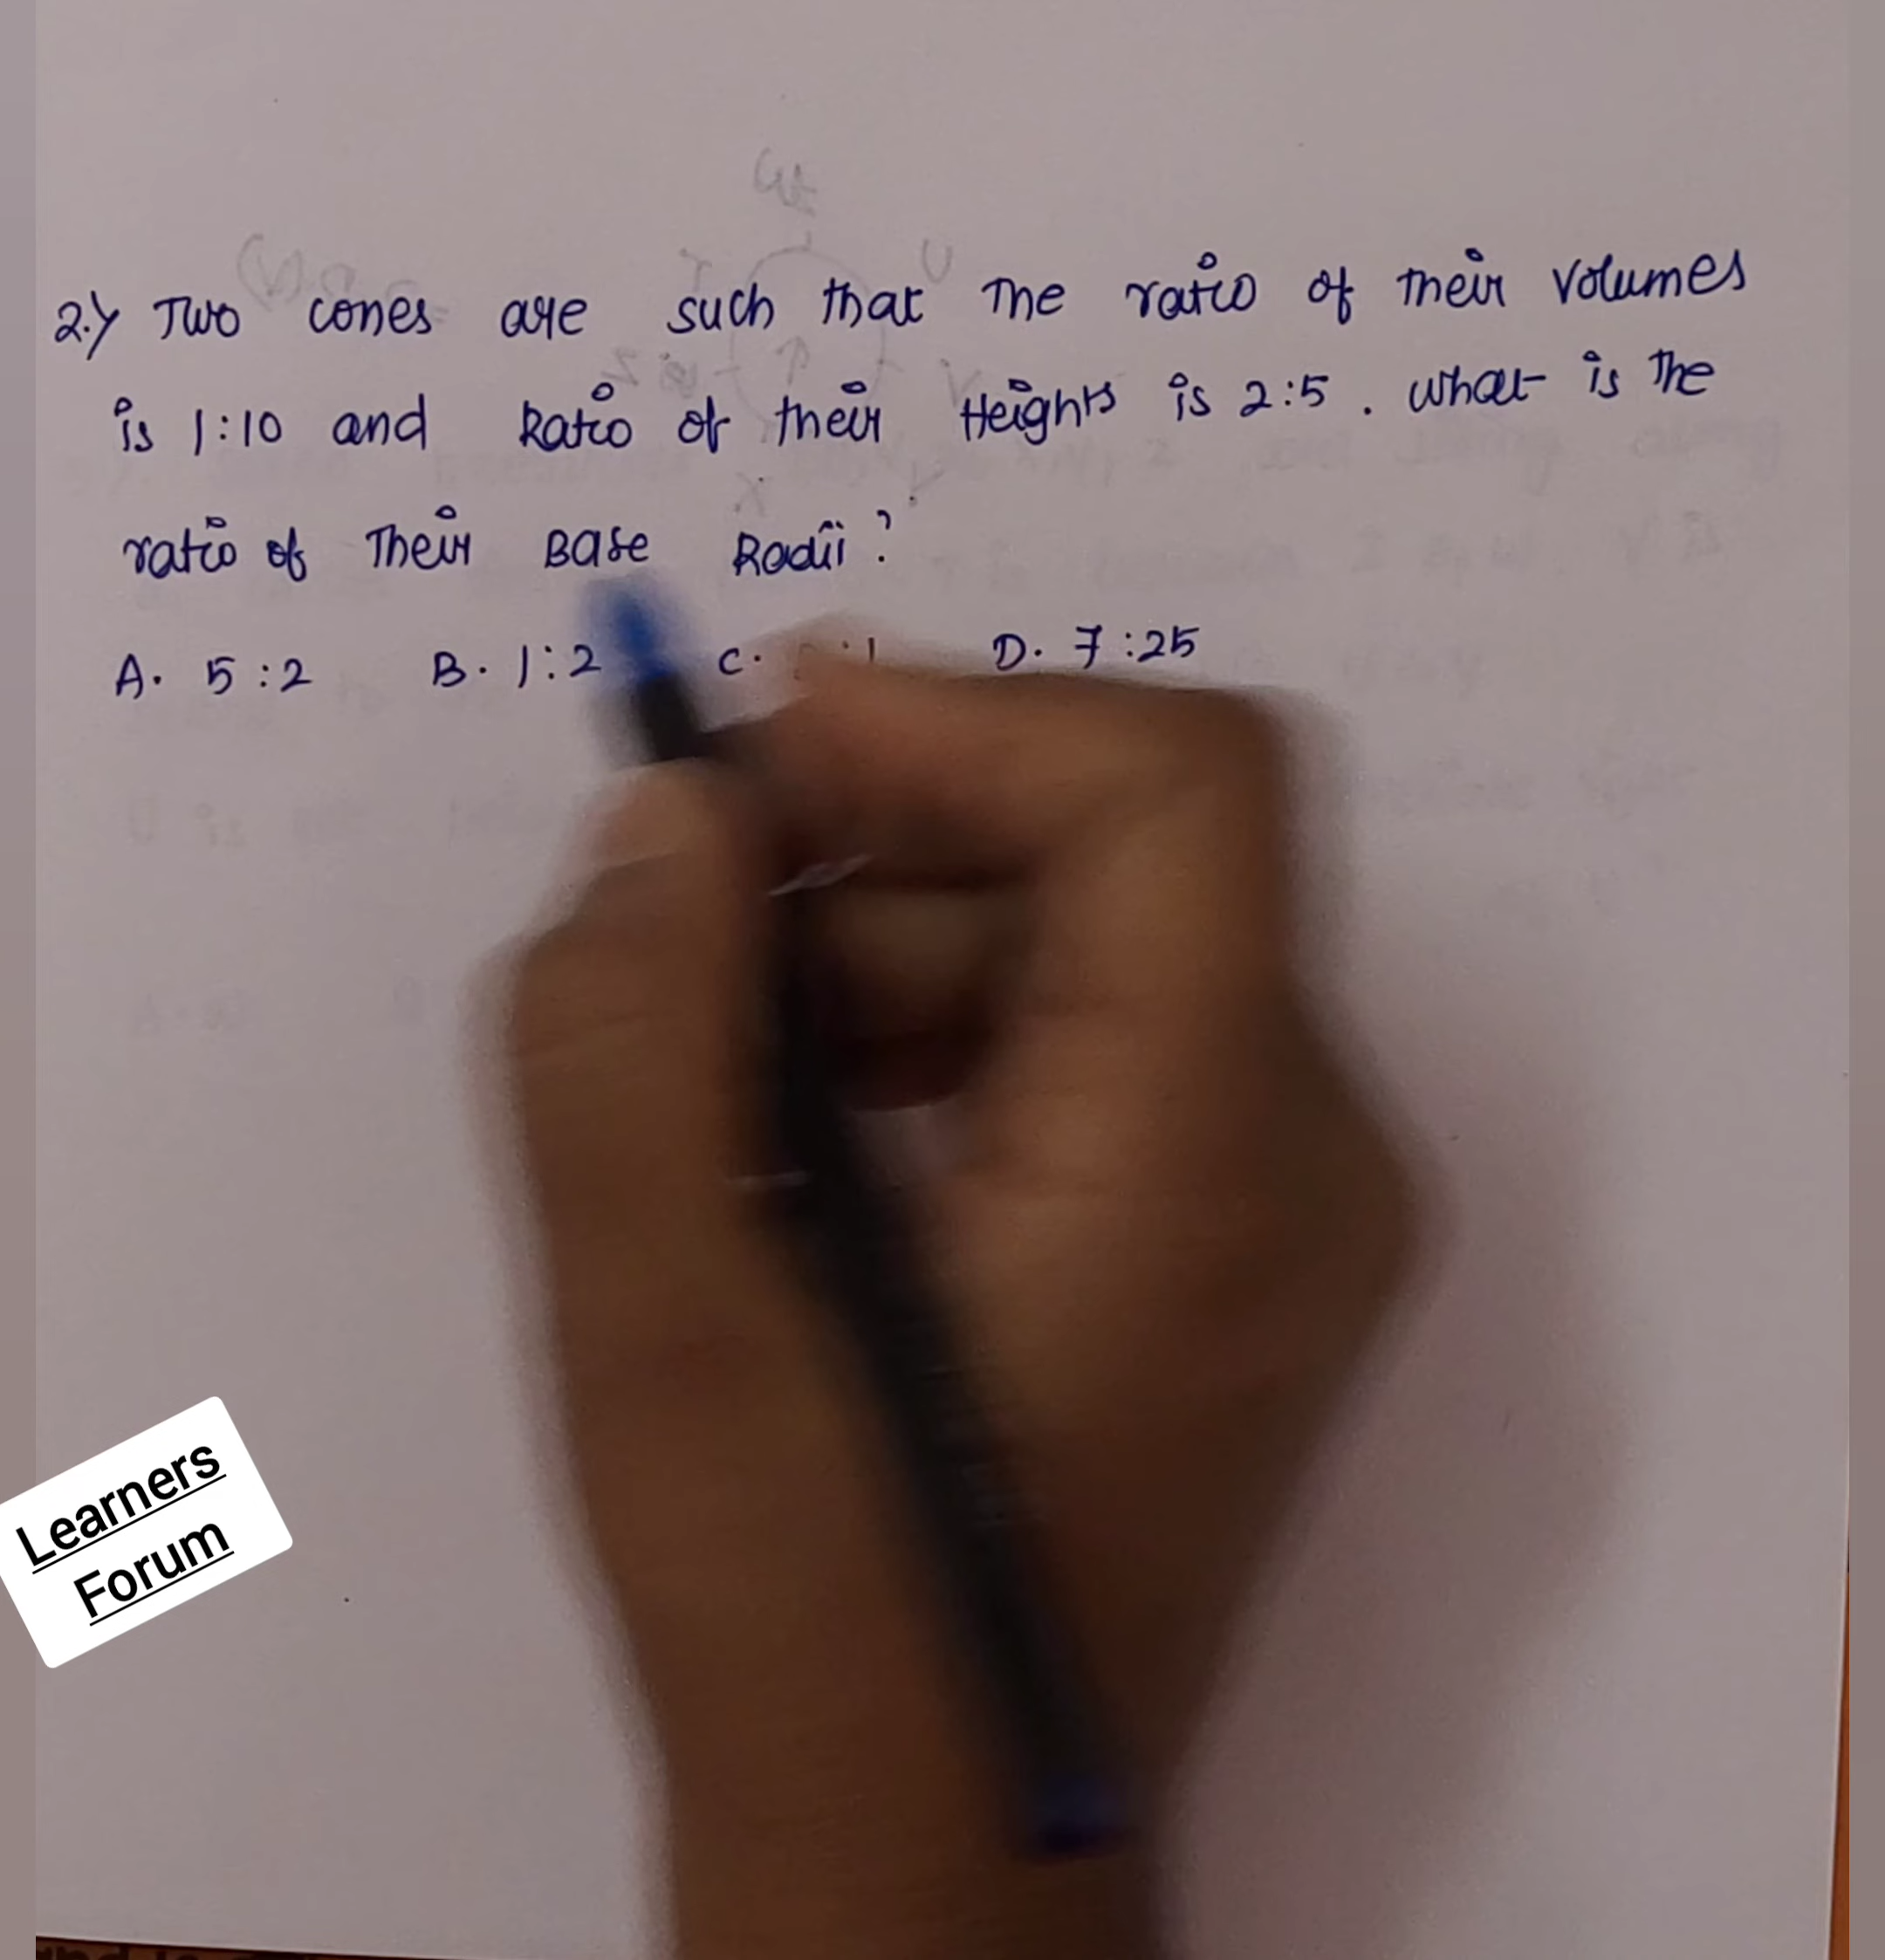 2.) Two cones are such that The ratio of their volumes
is 1:10 and Ratio of their Heights is 2:5 . what is the
ratio of Their Base Radii ?
A. 5:2 B. 1:2 C. :1 D. 7:25
Learners
Forum